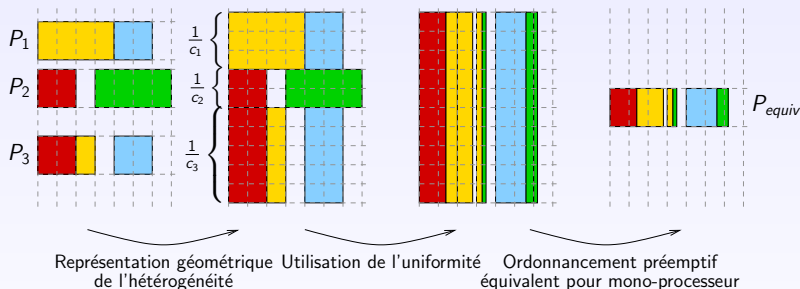 P1
P2
P3
1/c1
1/c2
1/c3
Pequiv
Représentation géométrique
de l'hétérogénéité
Utilisation de l'uniformité
Ordonnancement préemptif
équivalent pour mono-processeur